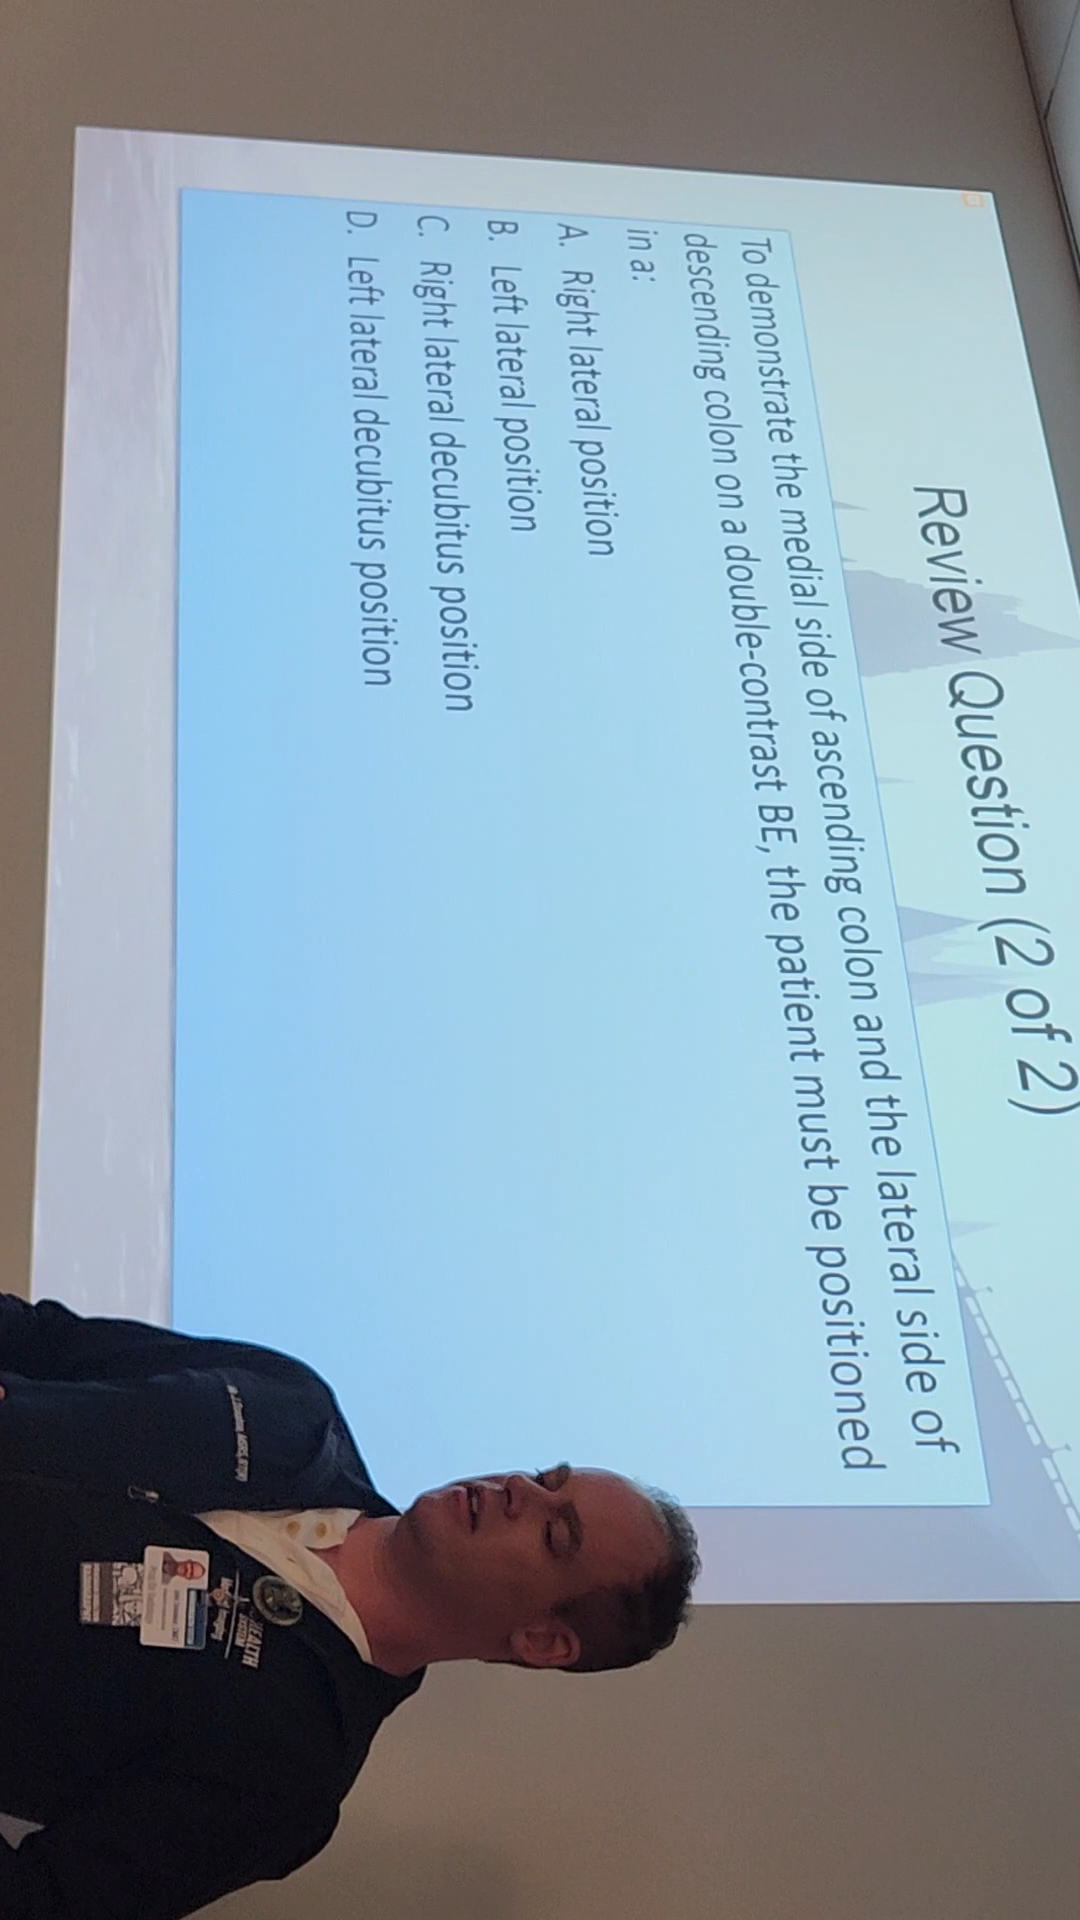 Review Question (2 of 2)
To demonstrate the medial side of ascending colon and the lateral side of
descending colon on a double-contrast BE, the patient must be positioned
in a:
A. Right lateral position
B. Left lateral position
C. Right lateral decubitus position
D. Left lateral decubitus position
HEALTH